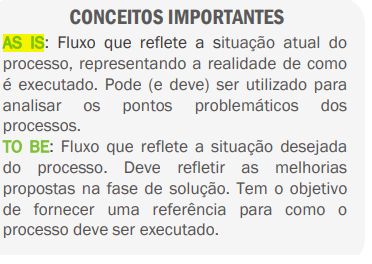 CONCEITOS IMPORTANTES
AS IS: Fluxo que reflete a situação atual do
processo, representando a realidade de como
é executado. Pode (e deve) ser utilizado para
analisar os pontos problemáticos dos
processos.
TO BE: Fluxo que reflete a situação desejada
do processo. Deve refletir as melhorias
propostas na fase de solução. Tem o objetivo
de fornecer uma referência para como o
processo deve ser executado.